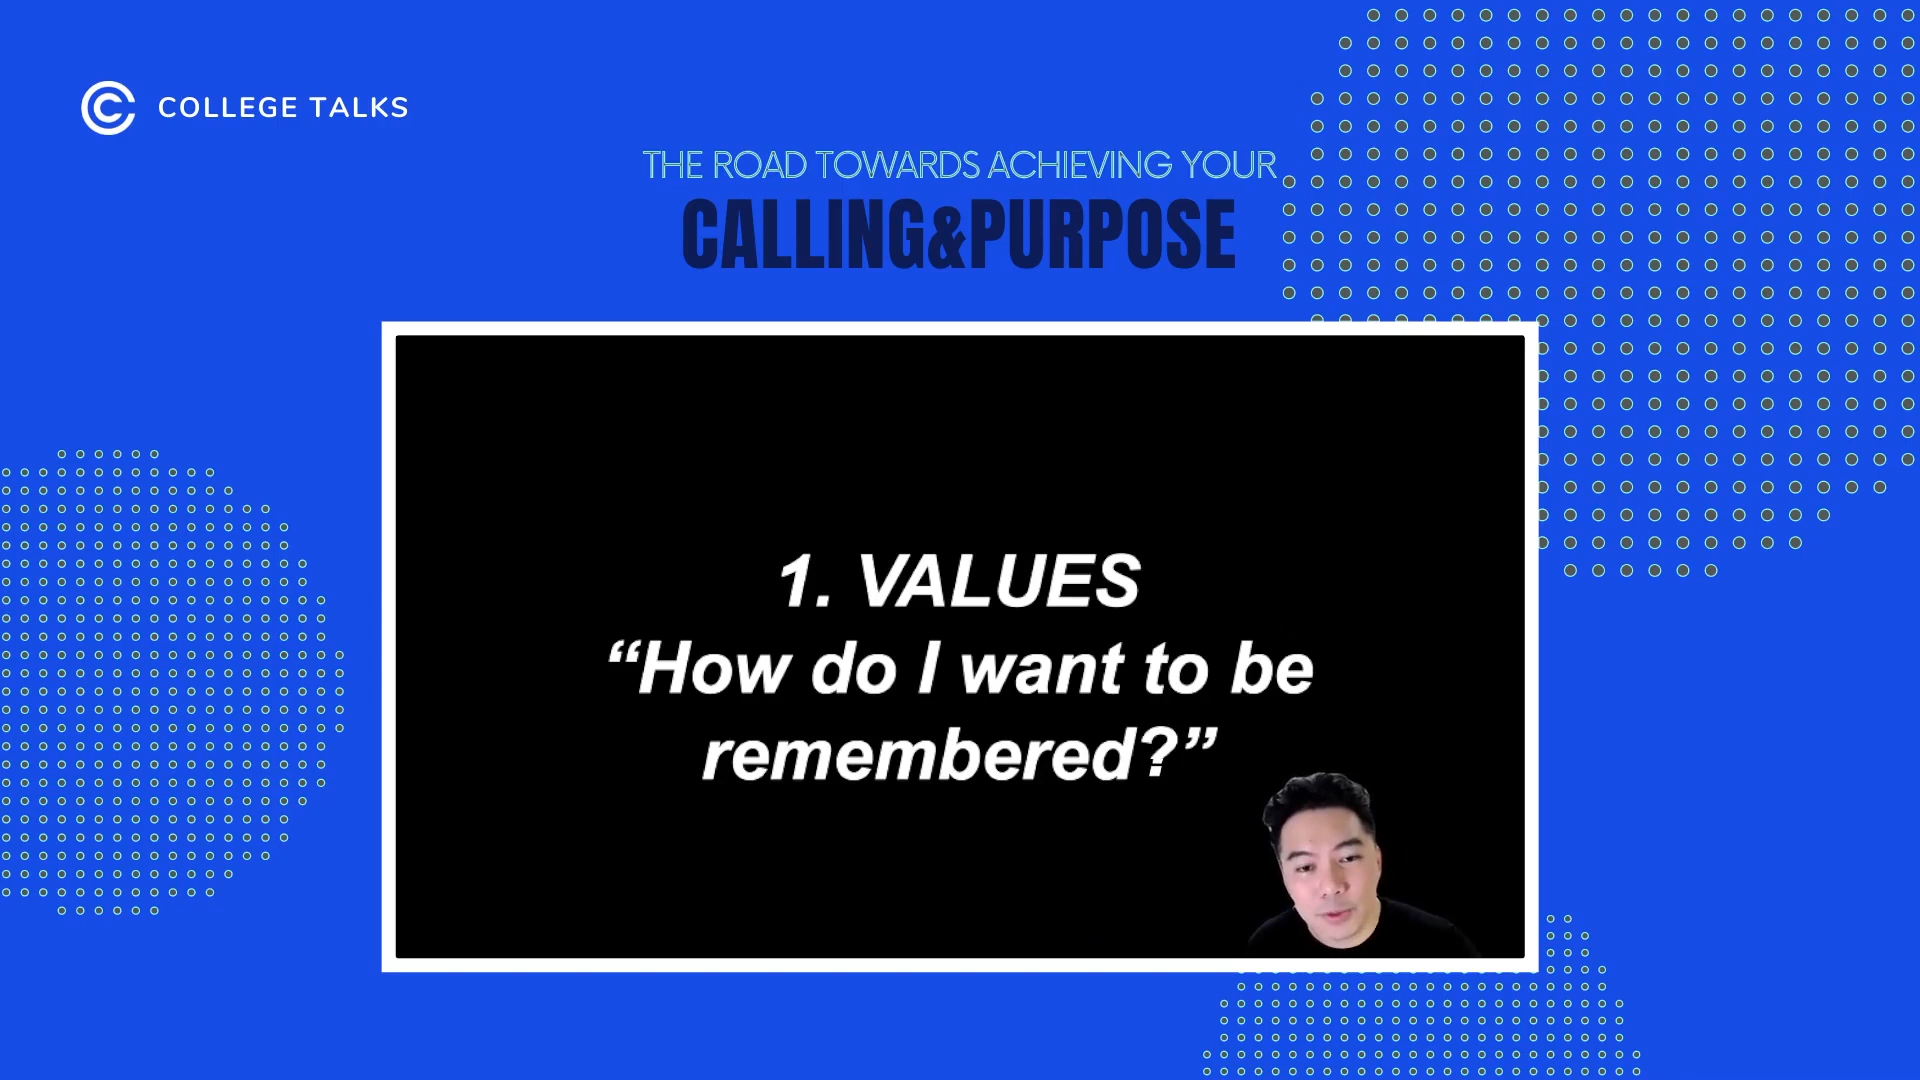 COLLEGE TALKS
THE ROAD TOWARDS ACHIEVING YOUR
CALLING&PURPOSE
1. VALUES
“How do I want to be
remembered?”